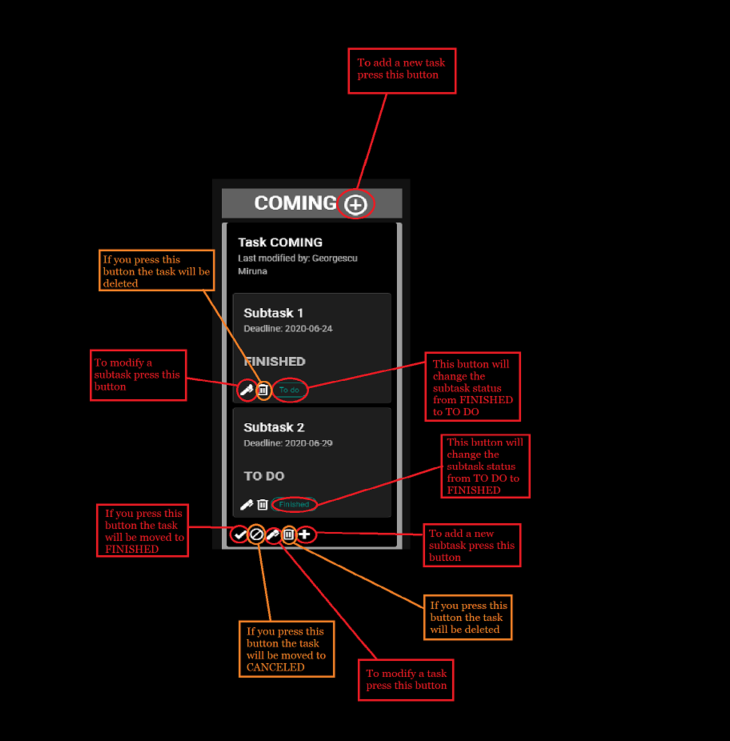 To add a new task
press this button
COMING
Task COMING
Last modified by: Georgescu
Miruna
If you press this
button the task will be
deleted
Subtask 1
Deadline: 2020-06-24
FINISHED
To do
To modify a
subtask press this
button
This button will
change the
subtask status
from FINISHED
to TO DO
Subtask 2
Deadline: 2020-06-29
TO DO
Finished
This button will
change the
subtask status
from TO DO to
FINISHED
If you press this
button the task
will be moved to
FINISHED
To add a new
subtask press this
button
If you press this
button the task
will be deleted
If you press this
button the task
will be moved to
CANCELED
To modify a task
press this button